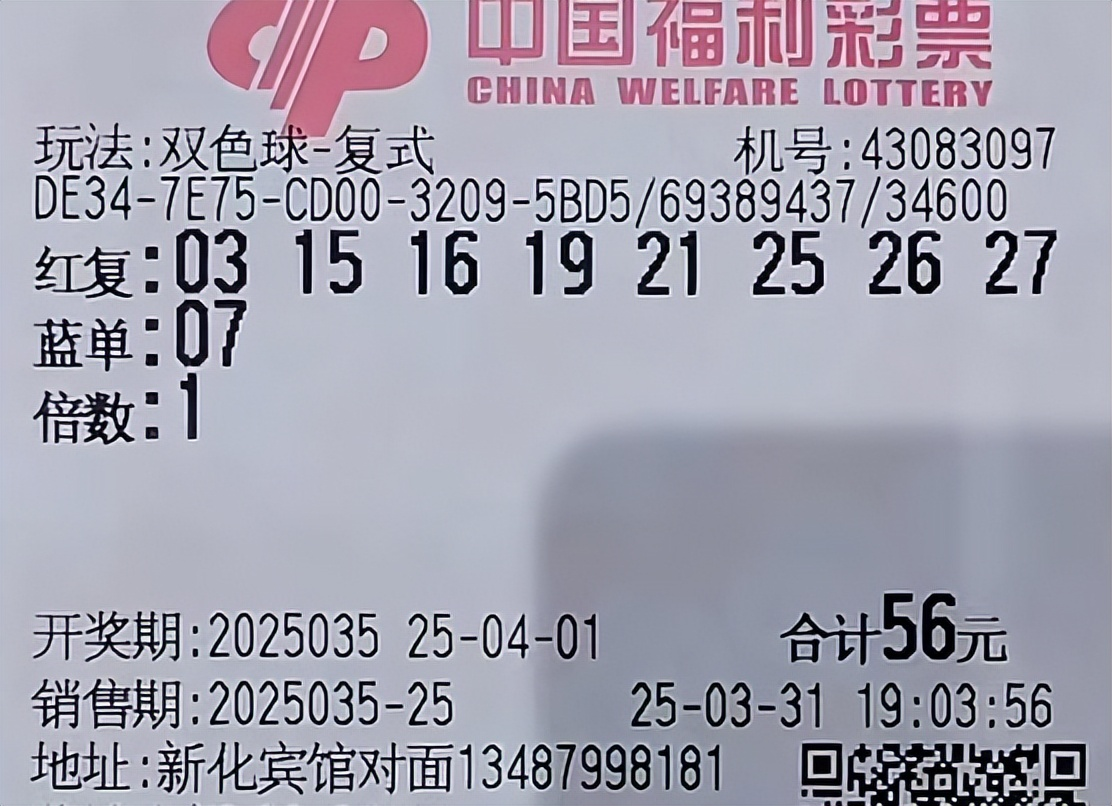 中国福利彩票
CHINA WELFARE LOTTERY
玩法:双色球-复式 机号:43083097
DE34-7E75-CD00-3209-5BD5/69389437/34600
红复:03 15 16 19 21 25 26 27
蓝单:07
倍数:1
开奖期:2025035 25-04-01 合计56元
销售期:2025035-25 25-03-31 19:03:56
地址:新化宾馆对面13487998181